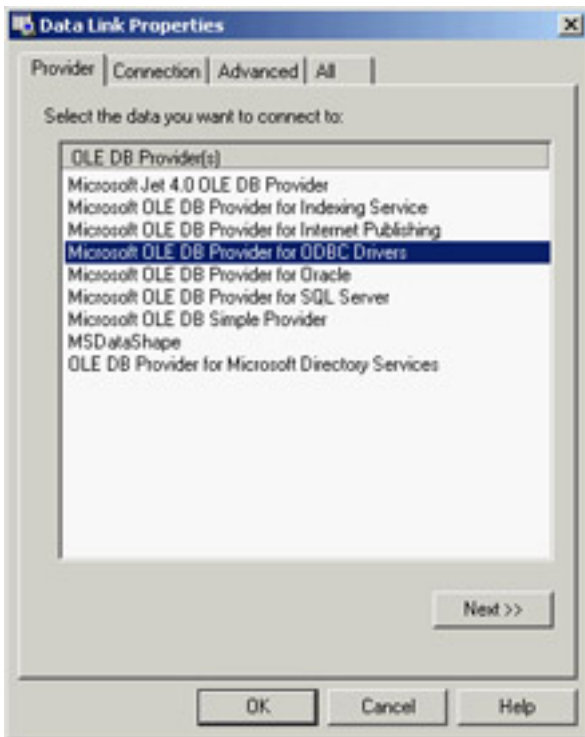 Data Link Properties
Provider Connection Advanced All
Select the data you want to connect to:
OLE DB Provider(s)
Microsoft Jet 4.0 OLE DB Provider
Microsoft OLE DB Provider for Indexing Service
Microsoft OLE DB Provider for Internet Publishing
Microsoft OLE DB Provider for ODBC Drivers
Microsoft OLE DB Provider for Oracle
Microsoft OLE DB Provider for SQL Server
Microsoft OLE DB Simple Provider
MSDataShape
OLE DB Provider for Microsoft Directory Services
Next >>
OK Cancel Help